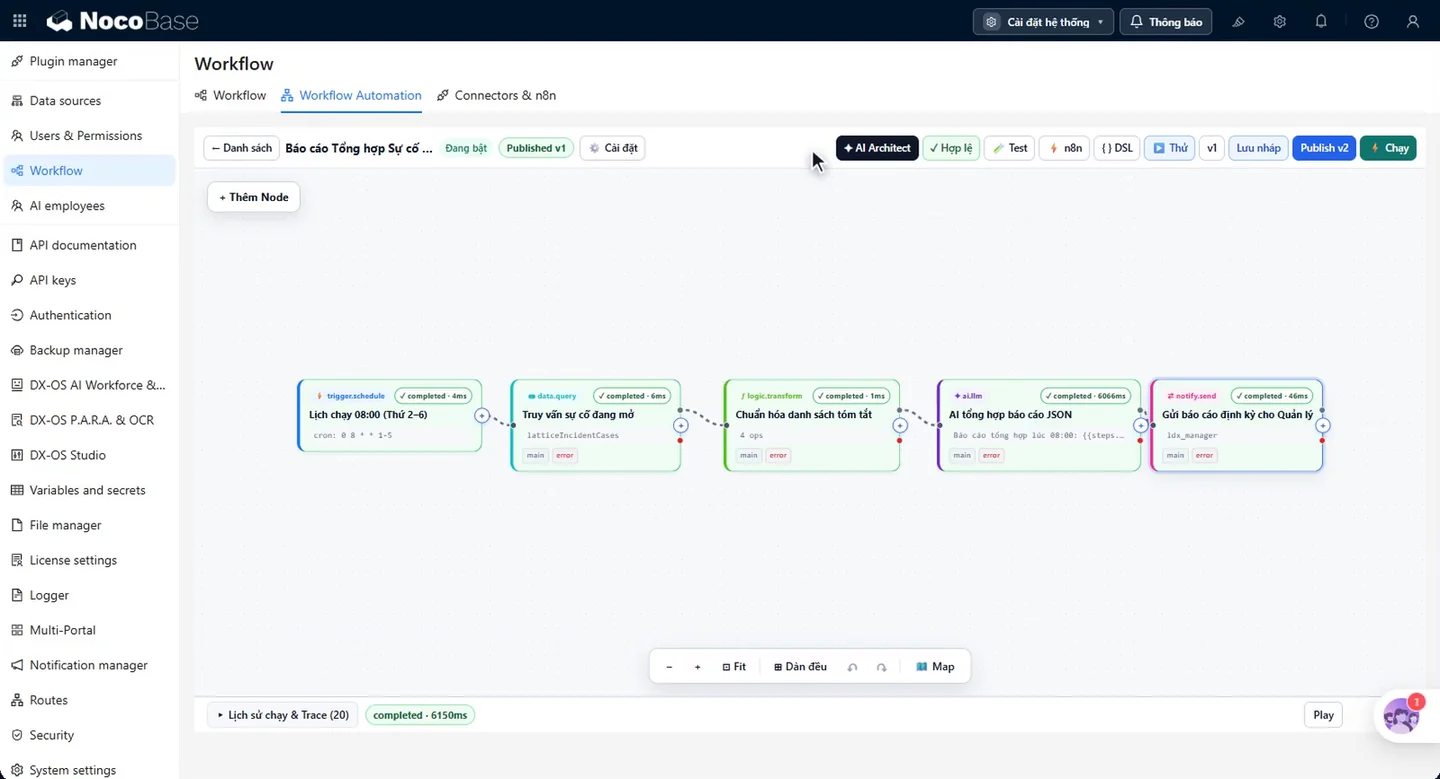 NocoBase
Cài đặt hệ thống
Thông báo
Plugin manager
Data sources
Users & Permissions
Workflow
AI employees
API documentation
API keys
Authentication
Backup manager
DX-OS AI Workforce &...
DX-OS P.A.R.A. & OCR
DX-OS Studio
Variables and secrets
File manager
License settings
Logger
Multi-Portal
Notification manager
Routes
Security
System settings
Workflow
Workflow
Workflow Automation
Connectors & n8n
← Danh sách
Báo cáo Tổng hợp Sự cố ...
Đang bật
Published v1
Cài đặt
AI Architect
✓ Hợp lệ
Test
n8n
{ } DSL
Thử
v1
Lưu nháp
Publish v2
Chạy
+ Thêm Node
trigger.schedule
✓ completed · 4ms
Lịch chạy 08:00 (Thứ 2–6)
cron: 0 8 * * 1-5
data.query
✓ completed · 6ms
Truy vấn sự cố đang mở
latticeIncidentCases
main
error
ƒ logic.transform
✓ completed · 1ms
Chuẩn hóa danh sách tóm tắt
4 ops
main
error
ai.llm
✓ completed · 6066ms
AI tổng hợp báo cáo JSON
Báo cáo tổng hợp lúc 08:00: {{steps...
main
error
notify.send
✓ completed · 46ms
Gửi báo cáo định kỳ cho Quản lý
ldx_manager
main
error
−
+
Fit
Dàn đều
Map
Lịch sử chạy & Trace (20)
completed · 6150ms
Play
1